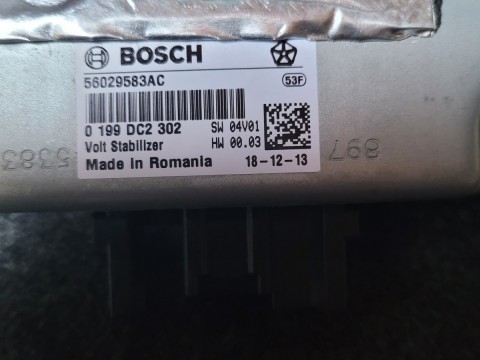 BOSCH
56029583AC
53F
0 199 DC2 302
SW 04V01
Volt Stabilizer
HW 00.03
Made in Romania
18-12-13
5383
897